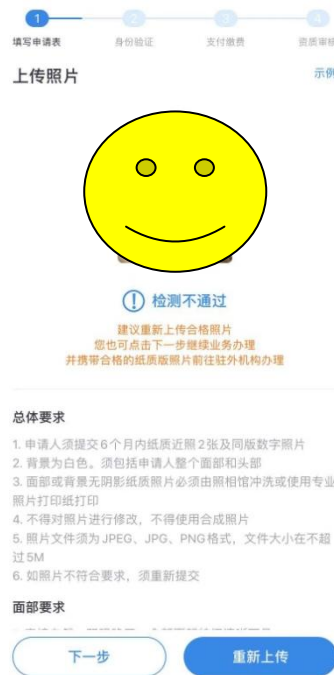 1 2 3 4
填写申请表 身份验证 支付缴费 资质审核
上传照片 示例
检测不通过
建议重新上传合格照片
您也可点击下一步继续业务办理
并携带合格的纸质版照片前往驻外机构办理
总体要求
1. 申请人须提交6个月内纸质近照2张及同版数字照片
2. 背景为白色。须包括申请人整个面部和头部
3. 面部或背景无阴影纸质照片必须由照相馆冲洗或使用专业
照片打印纸打印
4. 不得对照片进行修改，不得使用合成照片
5. 照片文件须为JPEG、JPG、PNG格式，文件大小在不超
过5M
6. 如照片不符合要求，须重新提交
面部要求
下一步 重新上传